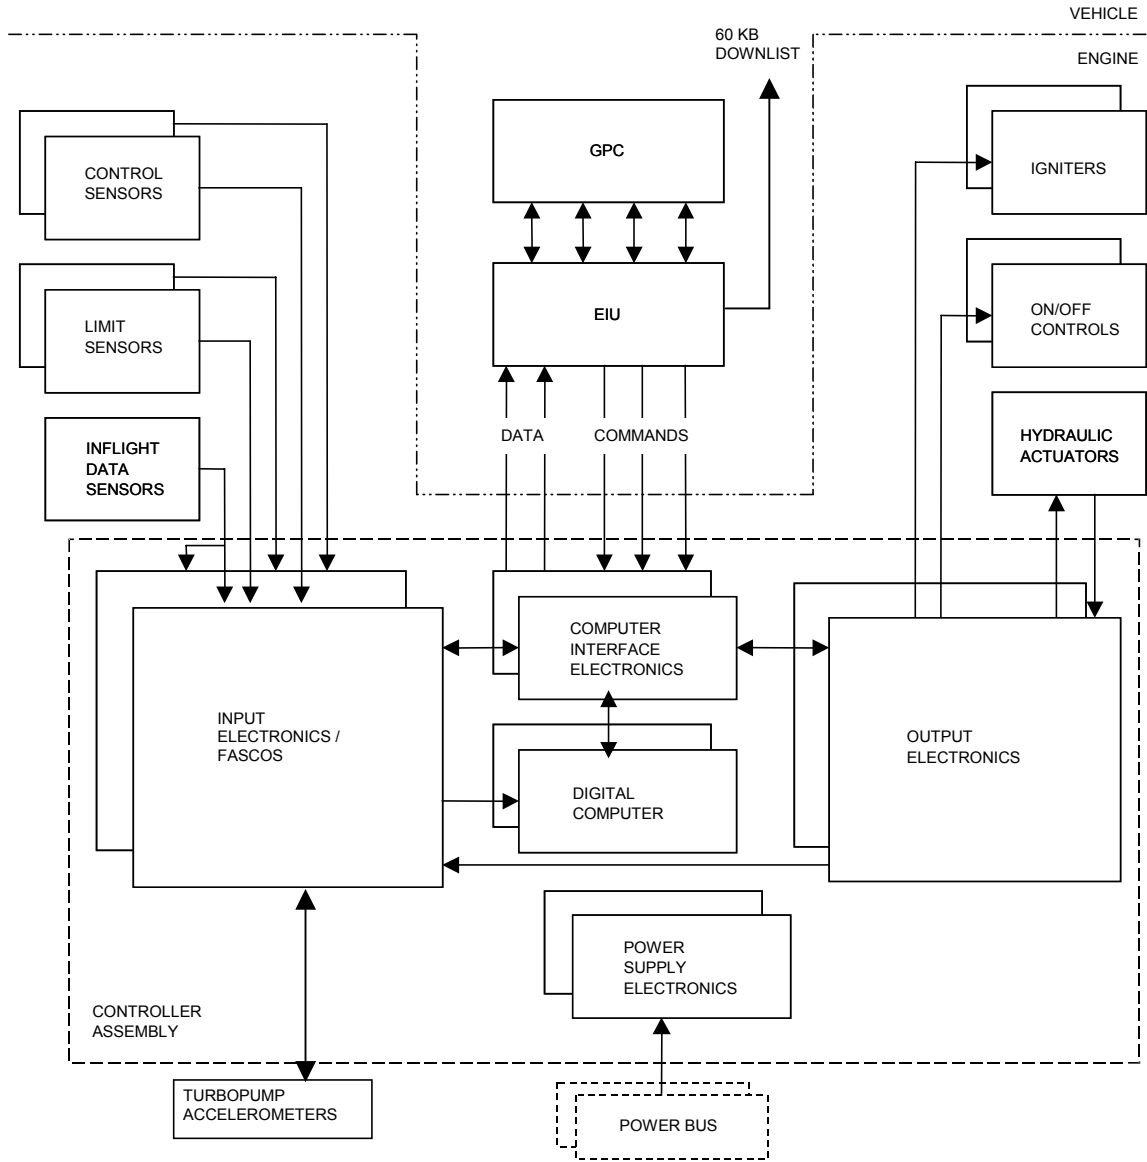 VEHICLE
60 KB
DOWNLIST
ENGINE
GPC
CONTROL
SENSORS
IGNITERS
EIU
LIMIT
SENSORS
ON/OFF
CONTROLS
DATA
COMMANDS
INFLIGHT
DATA
SENSORS
HYDRAULIC
ACTUATORS
COMPUTER
INTERFACE
ELECTRONICS
INPUT
ELECTRONICS /
FASCOS
OUTPUT
ELECTRONICS
DIGITAL
COMPUTER
POWER
SUPPLY
ELECTRONICS
CONTROLLER
ASSEMBLY
TURBOPUMP
ACCELEROMETERS
POWER BUS